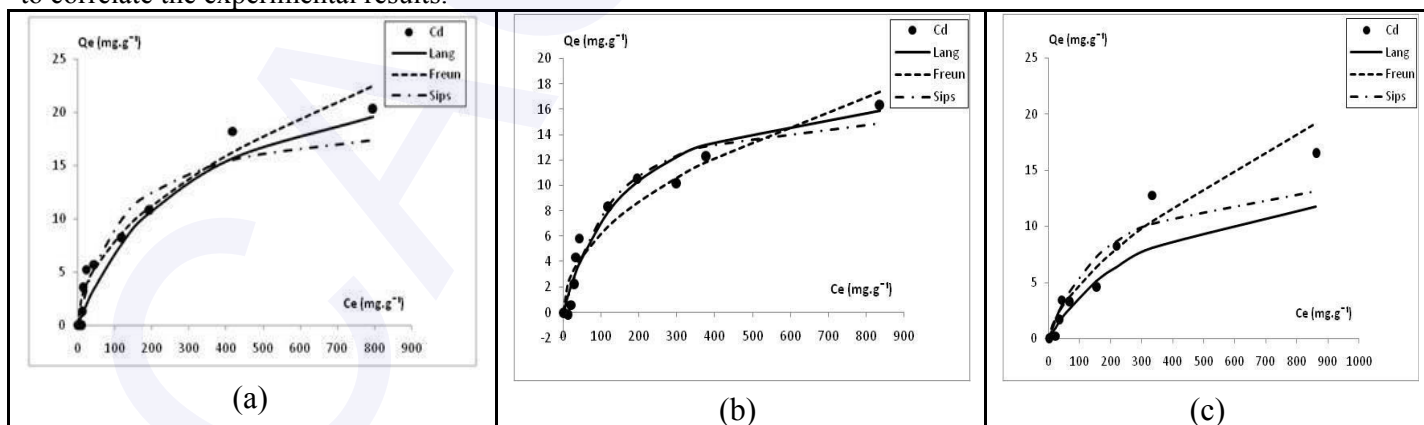 to correlate the experimental results.
Qe (mg.g⁻¹)
Cd
Lang
Freun
Sips
25
20
15
10
5
0
Ce (mg.g⁻¹)
0 100 200 300 400 500 600 700 800 900
(a)
Qe (mg.g⁻¹)
Cd
Lang
Freun
Sips
20
18
16
14
12
10
8
6
4
2
0
-2
Ce (mg.g⁻¹)
0 100 200 300 400 500 600 700 800 900
(b)
Qe (mg.g⁻¹)
Cd
Lang
Freun
Sips
25
20
15
10
5
0
Ce (mg.g⁻¹)
0 100 200 300 400 500 600 700 800 900 1000
(c)